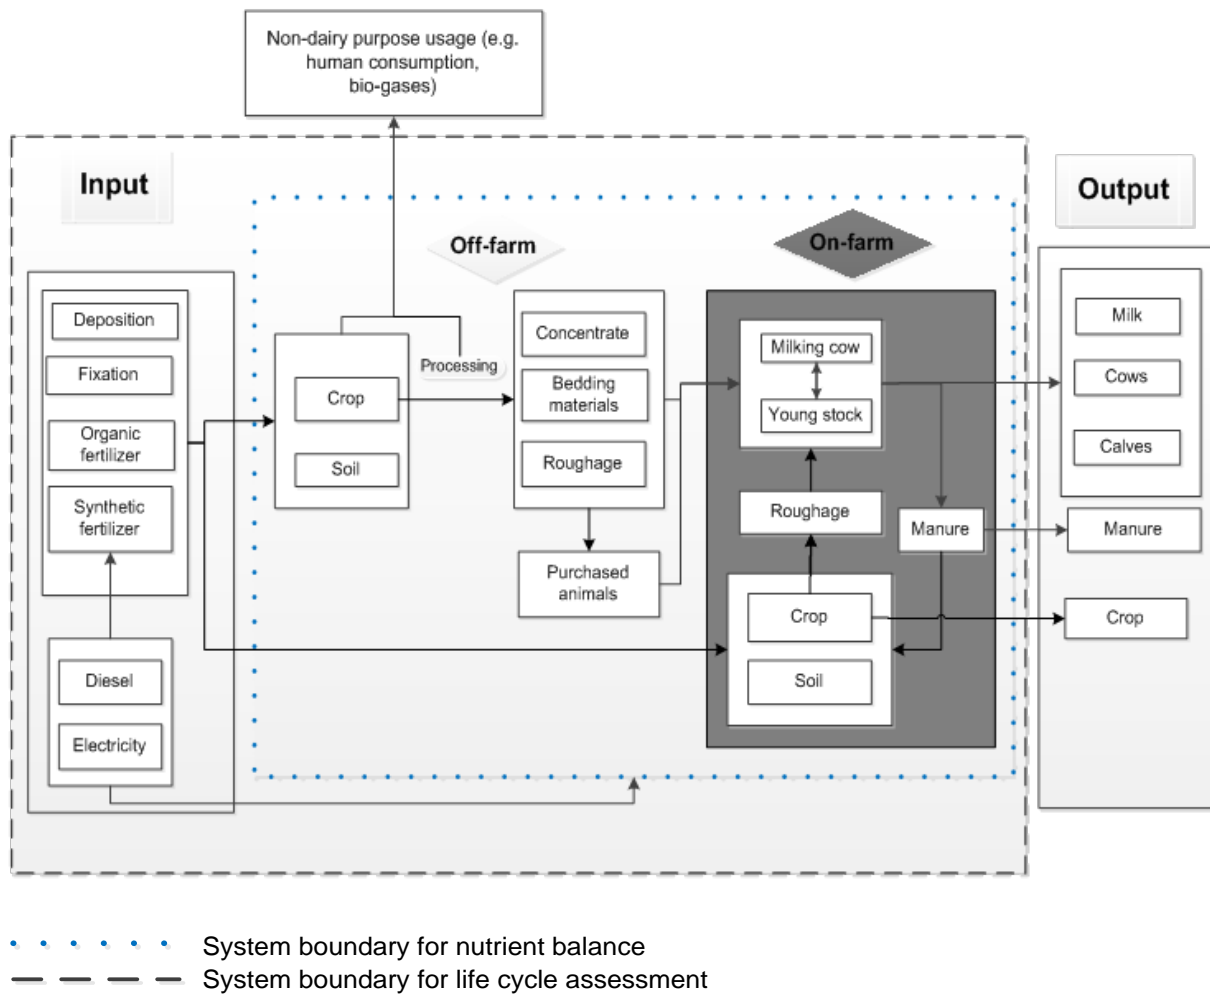 Non-dairy purpose usage (e.g.
human consumption,
bio-gases)
Input
Output
Off-farm
On-farm
Deposition
Fixation
Organic
fertilizer
Synthetic
fertilizer
Diesel
Electricity
Crop
Soil
Processing
Concentrate
Bedding
materials
Roughage
Purchased
animals
Milking cow
Young stock
Roughage
Manure
Crop
Soil
Milk
Cows
Calves
Manure
Crop
System boundary for nutrient balance
System boundary for life cycle assessment